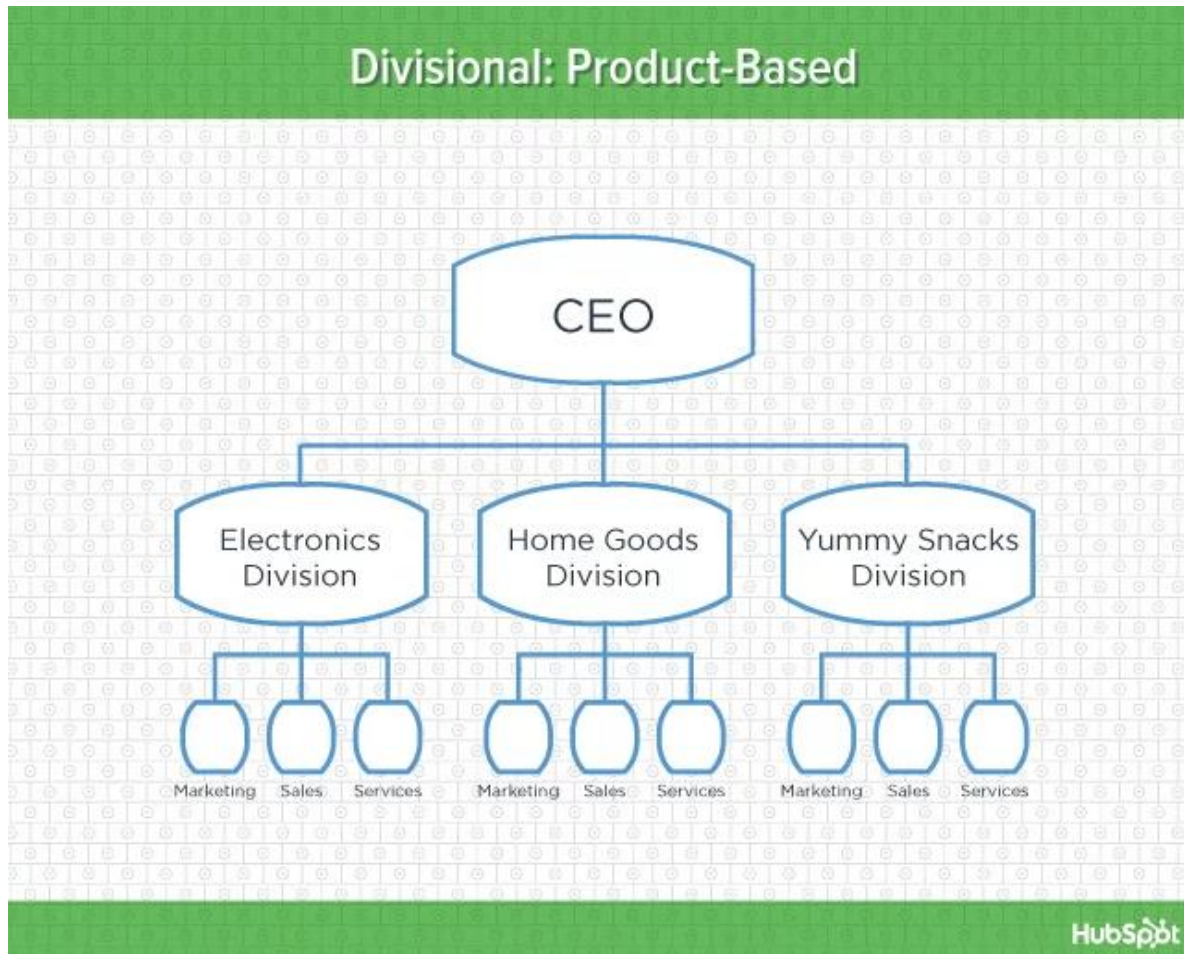 Divisional: Product-Based
CEO
Electronics
Division
Home Goods
Division
Yummy Snacks
Division
Marketing Sales Services
Marketing Sales Services
Marketing Sales Services
HubSpot